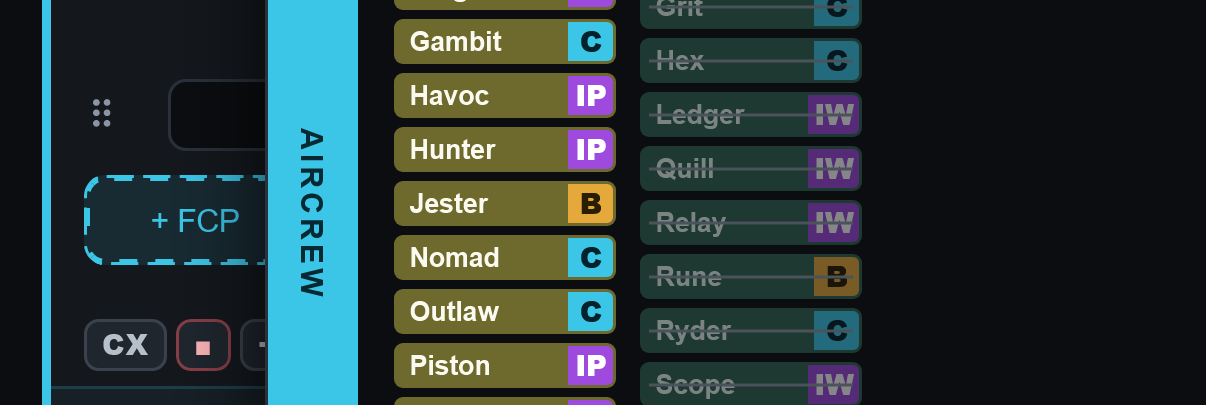 + FCP
CX
AIRCREW
Gambit C
Havoc IP
Hunter IP
Jester B
Nomad C
Outlaw C
Piston IP
Grit C
Hex C
Ledger IW
Quill IW
Relay IW
Rune B
Ryder C
Scope IW